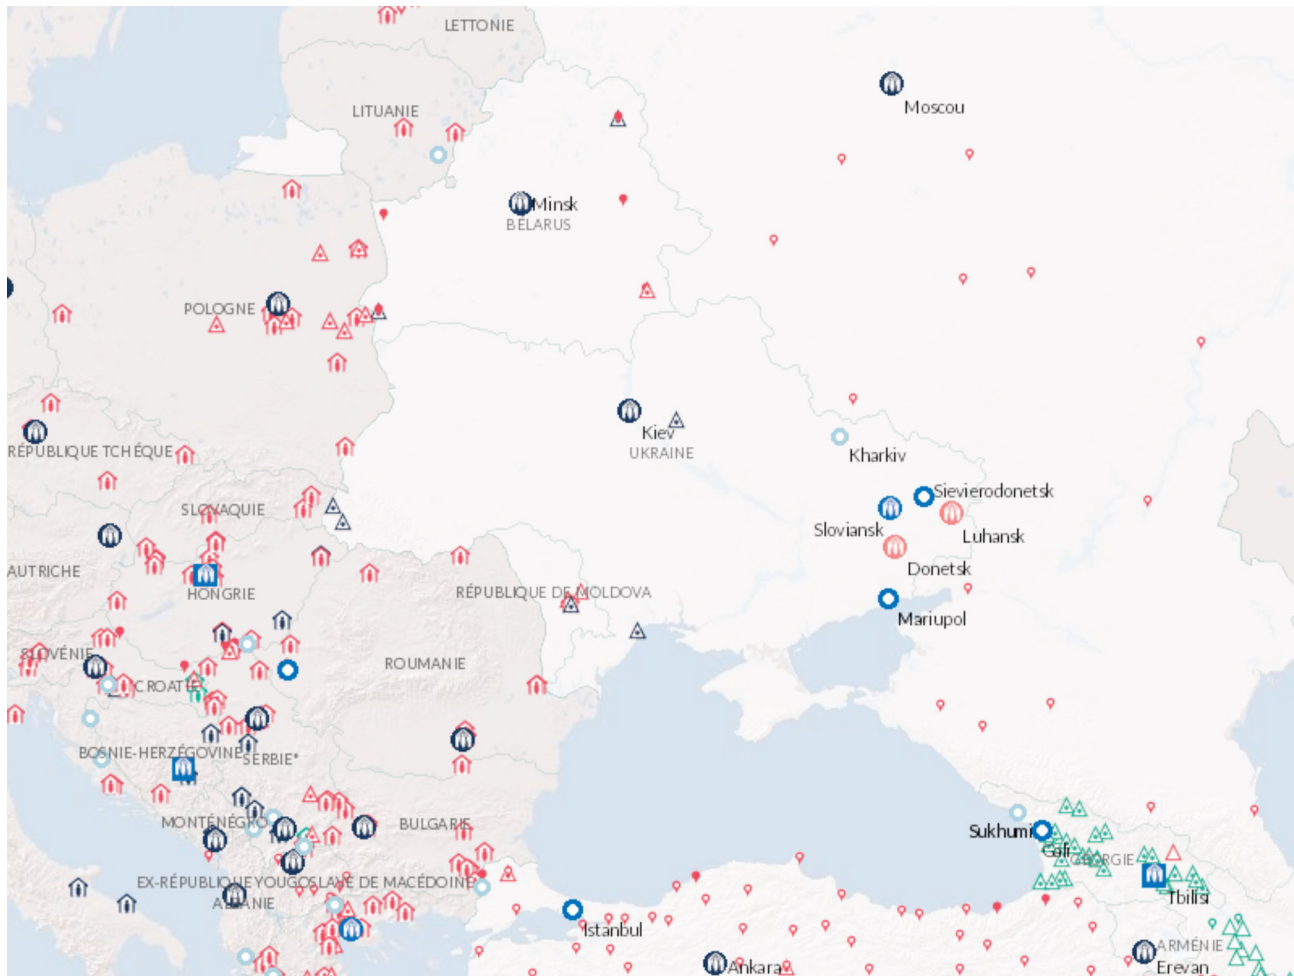 LETTONIE
Moscou
LITUANIE
Minsk
BÉLARUS
POLOGNE
Kiev
UKRAINE
RÉPUBLIQUE TCHÈQUE
Kharkiv
SLOVAQUIE
Sievierodonetsk
Sloviansk
Luhansk
AUTRICHE
Donetsk
HONGRIE
RÉPUBLIQUE DE MOLDOVA
Mariupol
SLOVÉNIE
ROUMANIE
CROATIE
BOSNIE-HERZÉGOVINE
SERBIE*
MONTÉNÉGRO
BULGARIE
Sukhumi
Gali
GÉORGIE
EX-RÉPUBLIQUE YOUGOSLAVE DE MACÉDOINE
ALBANIE
Tbilisi
Istanbul
ARMÉNIE
Ankara
Erevan